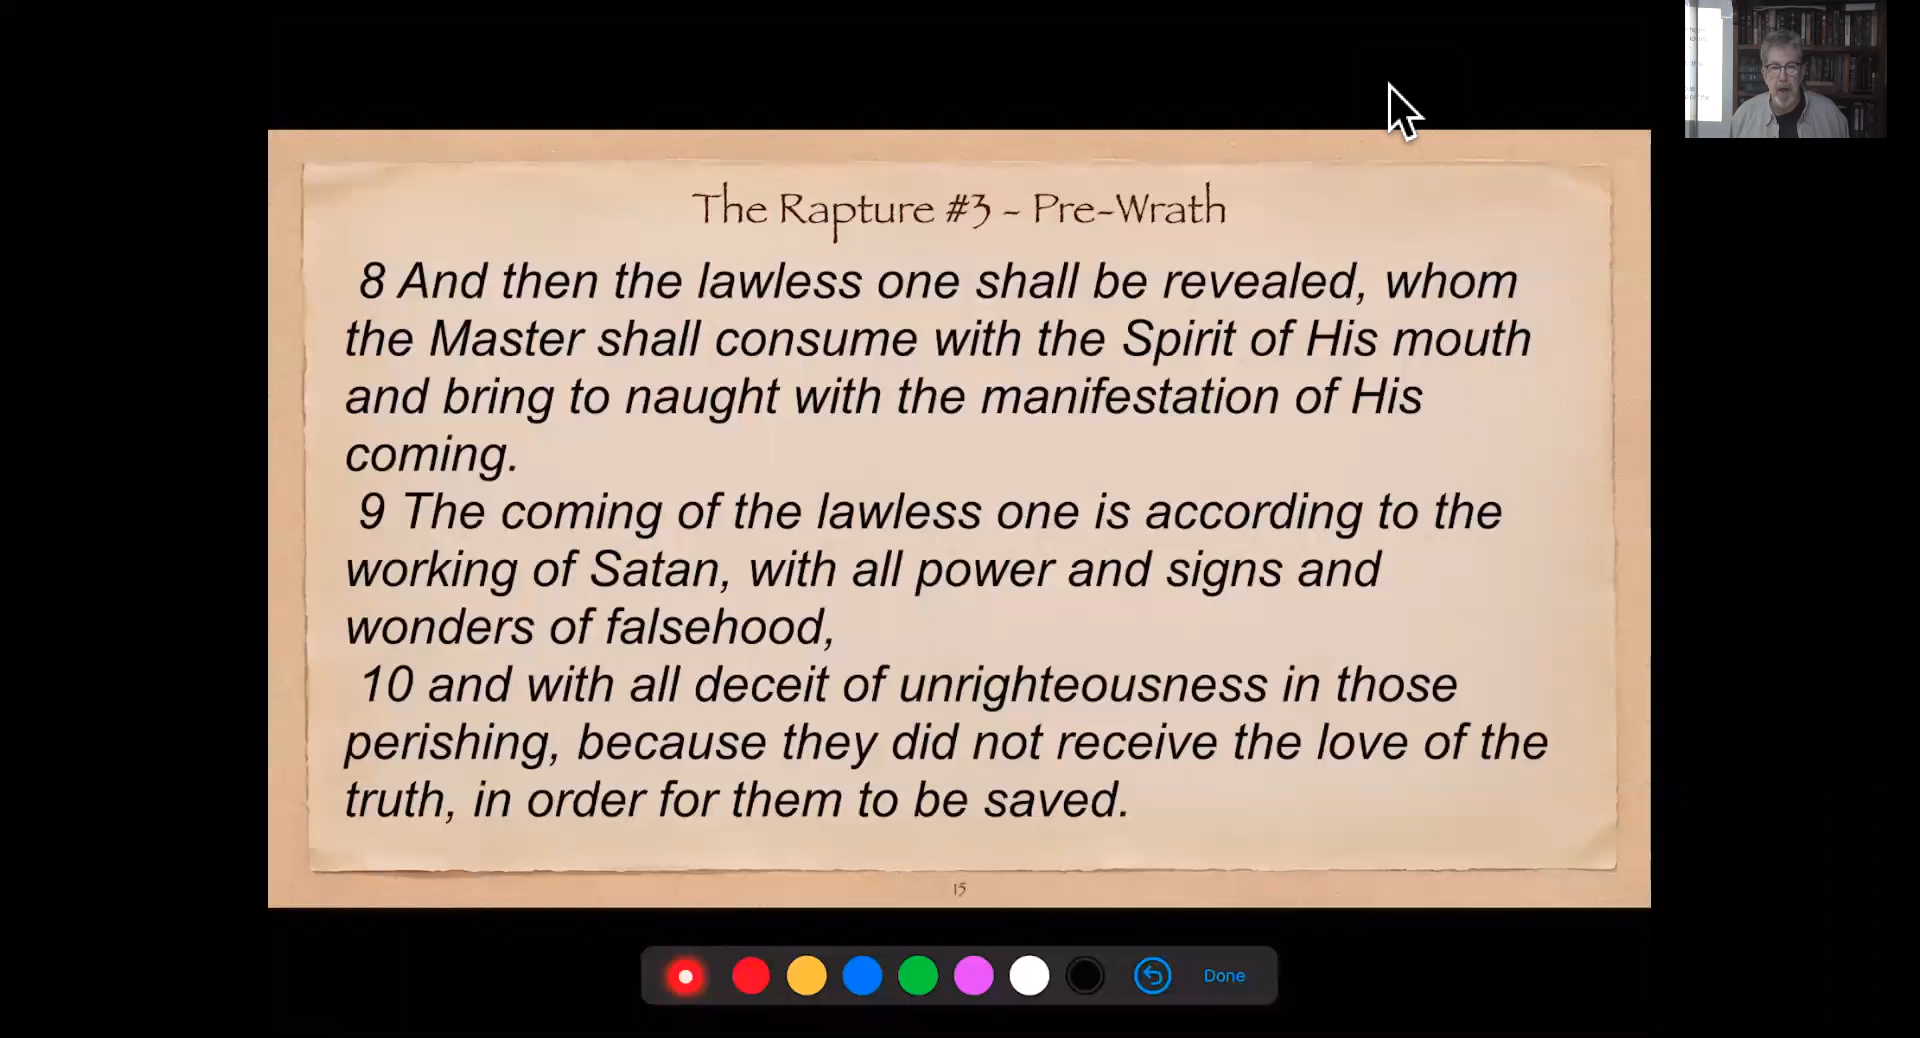 The Rapture #3 - Pre-Wrath
8 And then the lawless one shall be revealed, whom
the Master shall consume with the Spirit of His mouth
and bring to naught with the manifestation of His
coming.
9 The coming of the lawless one is according to the
working of Satan, with all power and signs and
wonders of falsehood,
10 and with all deceit of unrighteousness in those
perishing, because they did not receive the love of the
truth, in order for them to be saved.
15
Done